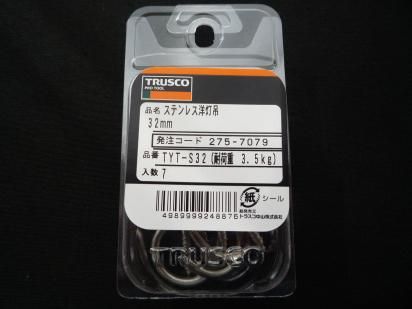 TRUSCO
PRO TOOL
品名 ステンレス洋灯吊
32mm
発注コード 275-7079
品番 TYT-S32(耐荷重 3.5kg)
入数 7
4989999248876
紙 シール
トラスコ中山株式会社
TRUSCO